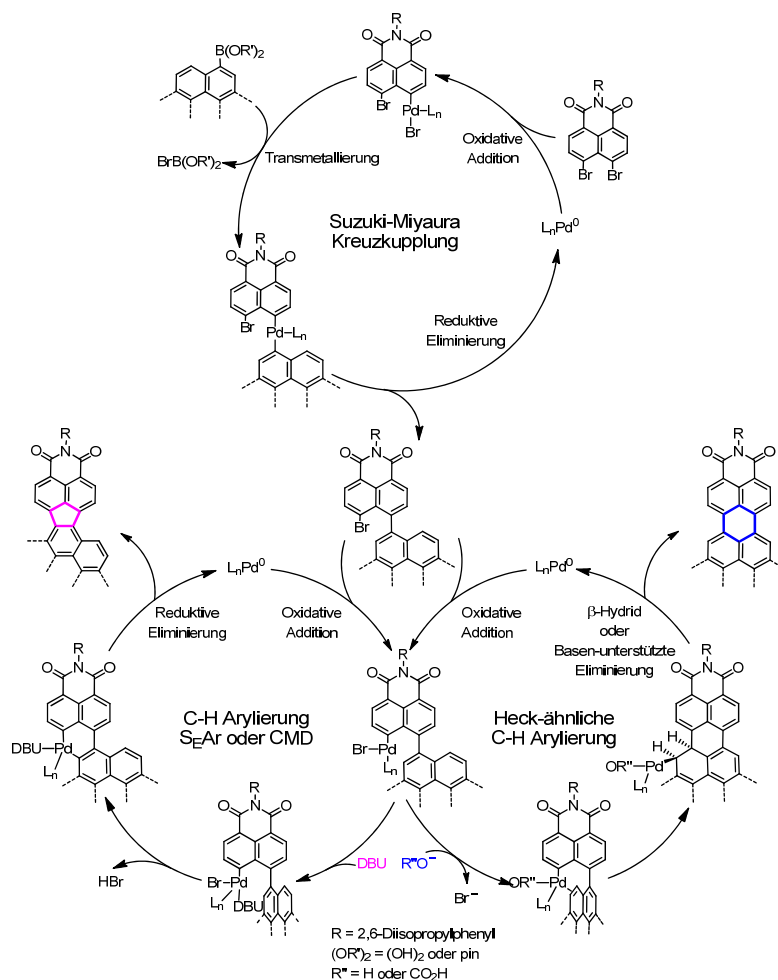 B(OR')₂
R
N
O
O
Br
Pd
Lₙ
Br
R
N
O
O
Br
Br
Oxidative
Addition
Transmetallierung
BrB(OR')₂
Suzuki-Miyaura
Kreuzkupplung
LₙPd⁰
R
N
O
O
Br
Pd
Lₙ
Reduktive
Eliminierung
R
N
O
O
R
N
O
O
Br
R
N
O
O
LₙPd⁰
LₙPd⁰
Reduktive
Eliminierung
Oxidative
Addition
Oxidative
Addition
β-Hydrid
oder
Basen-unterstützte
Eliminierung
R
N
O
O
DBU
Pd
Lₙ
C-H Arylierung
SEAr oder CMD
R
N
O
O
Br
Pd
Lₙ
Heck-ähnliche
C-H Arylierung
R
N
O
O
H
H
Pd
OR''
Lₙ
HBr
R
N
O
O
Br
Pd
Lₙ
DBU
DBU
R'''O⁻
Br⁻
R
N
O
O
OR''
Pd
Lₙ
R = 2,6-Diisopropylphenyl
(OR')₂ = (OH)₂ oder pin
R''' = H oder CO₂H